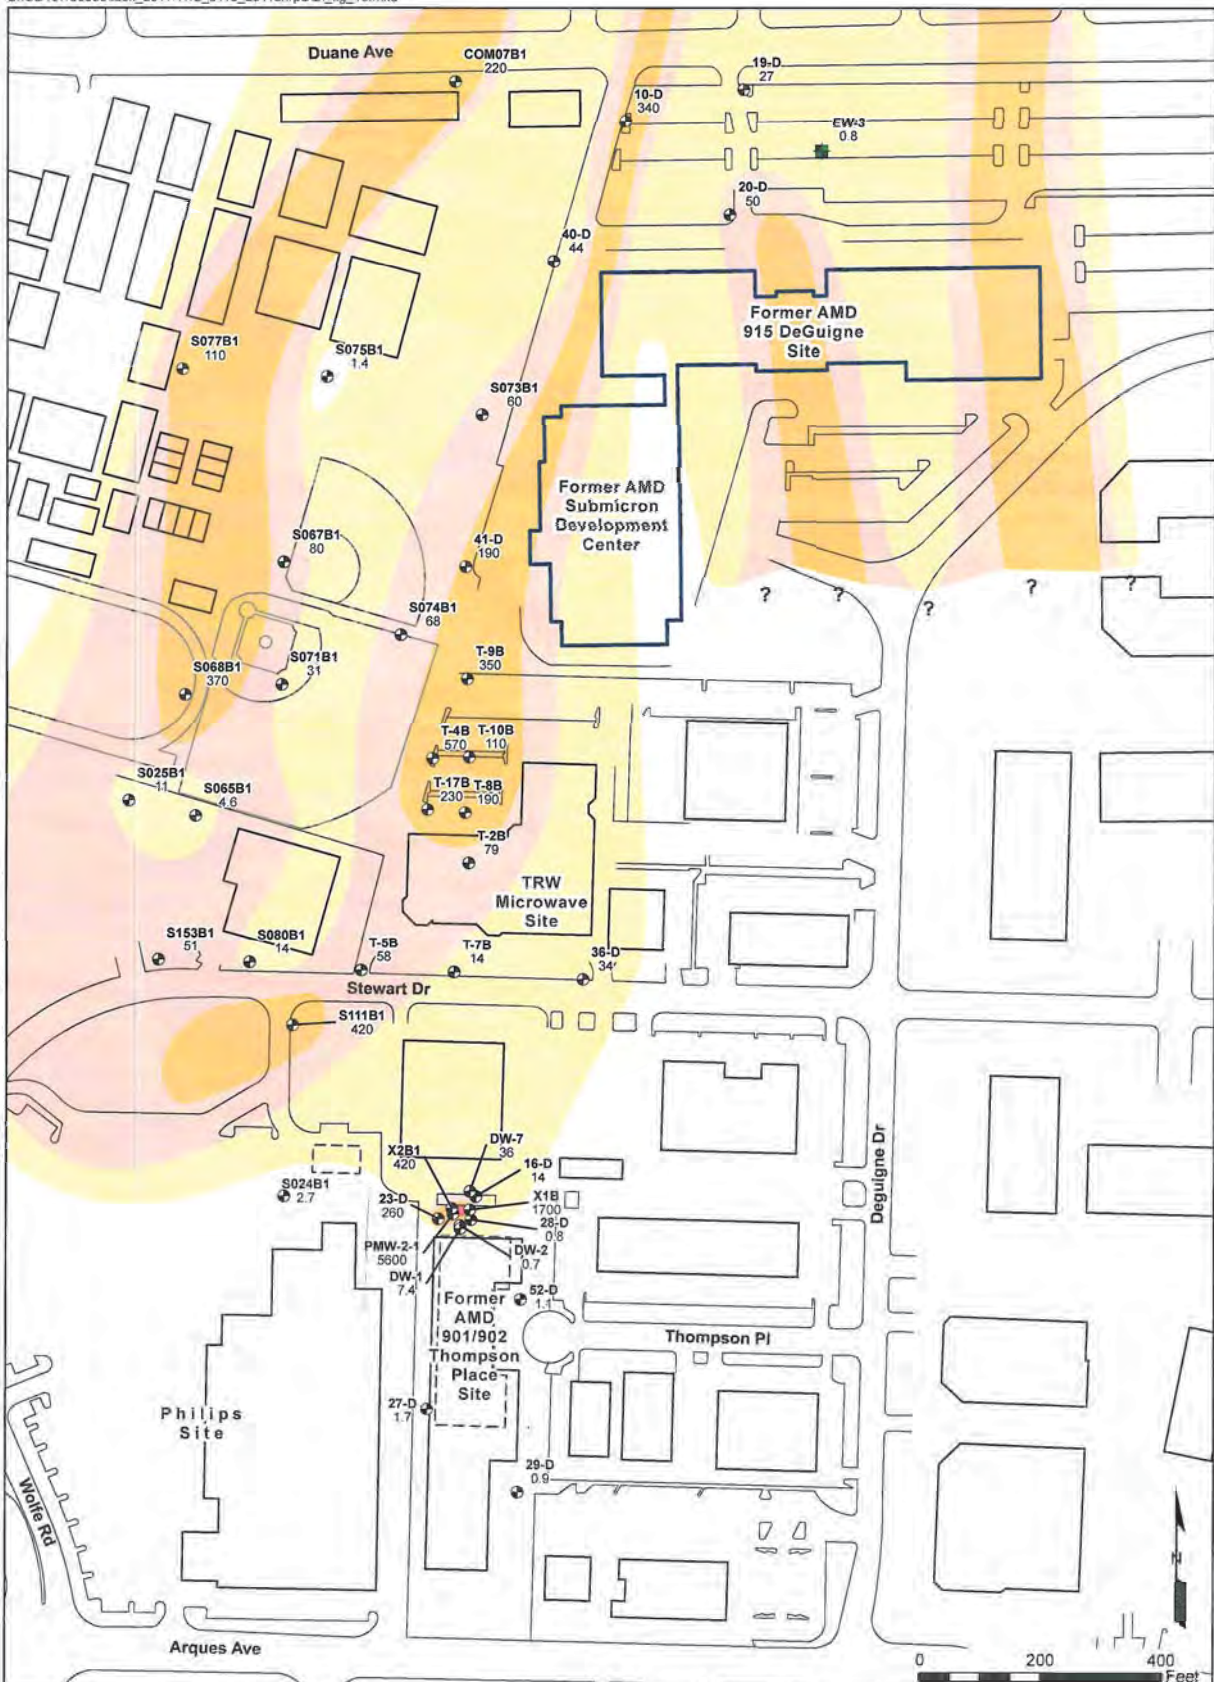 Duane Ave
COM07B1
220
19-D
27
10-D
340
EW-3
0.8
20-D
50
40-D
44
Former AMD
915 DeGuigne
Site
S077B1
110
S075B1
1.4
S073B1
60
Former AMD
Submicron
Development
Center
S067B1
80
41-D
190
? ? ? ? ?
S074B1
68
S071B1
31
S068B1
370
T-9B
350
T-4B
570
T-10B
110
S025B1
11
S065B1
4.6
T-17B
230
T-8B
190
T-2B
79
TRW
Microwave
Site
S153B1
51
S080B1
14
T-5B
58
T-7B
14
36-D
34
Stewart Dr
S111B1
420
X2B1
420
DW-7
36
16-D
14
S024B1
2.7
23-D
260
X1B
1700
28-D
0.8
PMW-2-1
5600
DW-2
0.7
DW-1
7.4
52-D
1.1
Deguigne Dr
Former
AMD
901/902
Thompson
Place
Site
Thompson Pl
27-D
1.7
Philips
Site
29-D
0.9
Wolfe Rd
N
Arques Ave
0 200 400
Feet